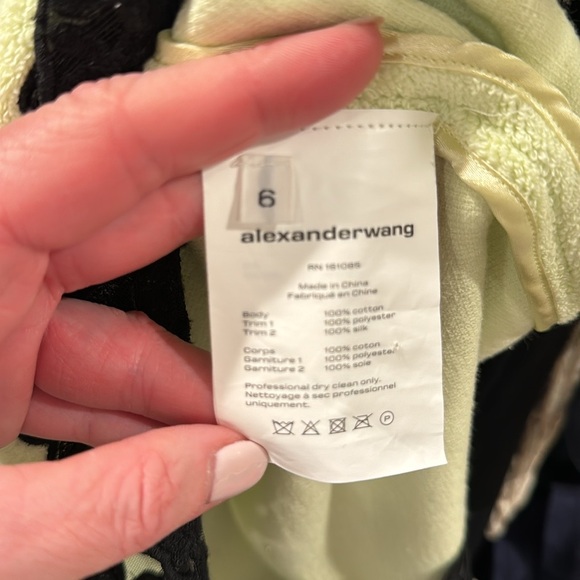 6
alexanderwang
RN 161085
Made in China
Fabriqué en Chine
Body 100% cotton
Trim 1 100% polyester
Trim 2 100% silk
Corps 100% coton
Garniture 1 100% polyester
Garniture 2 100% soie
Professional dry clean only.
Nettoyage à sec professionnel
uniquement.
P